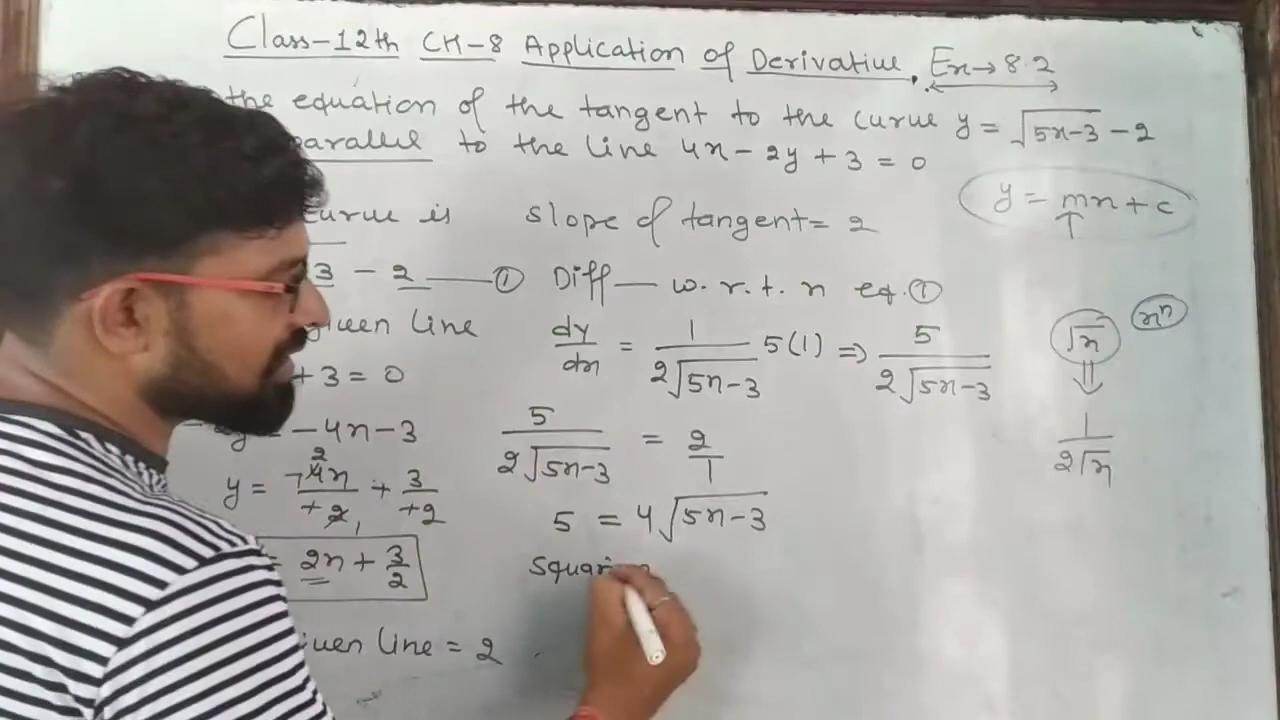 Class-12th CH-8 Application of Derivative, Ex→8.2
the equation of the tangent to the curve y = √(5x-3) - 2
parallel to the line 4x - 2y + 3 = 0
y = mx + c
curve is
3 - 2 —— ①
given line
+ 3 = 0
-4x - 3
y = -4x/+2 + 3/+2
2
1
= 2x + 3/2
given line = 2
slope of tangent = 2
Diff— w.r.t. x eq. ①
dy/dx = 1/(2√(5x-3)) 5(1) ⇒ 5/(2√(5x-3))
5/(2√(5x-3)) = 2/1
5 = 4√(5x-3)
√x
xⁿ
⇓
1/(2√x)